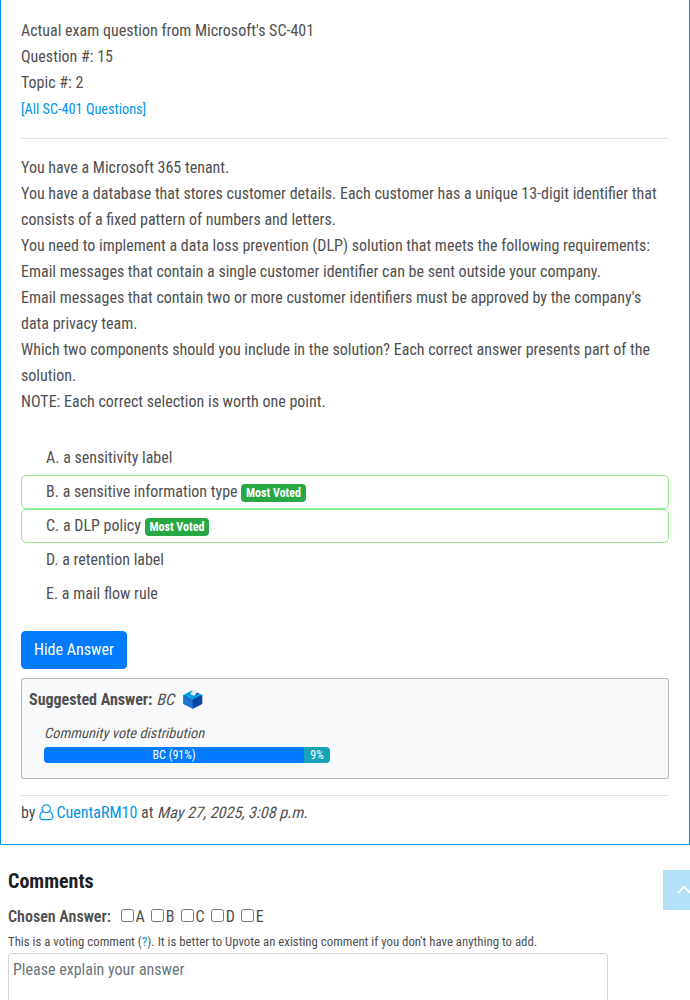 Actual exam question from Microsoft's SC-401
Question #: 15
Topic #: 2
[All SC-401 Questions]
You have a Microsoft 365 tenant.
You have a database that stores customer details. Each customer has a unique 13-digit identifier that
consists of a fixed pattern of numbers and letters.
You need to implement a data loss prevention (DLP) solution that meets the following requirements:
Email messages that contain a single customer identifier can be sent outside your company.
Email messages that contain two or more customer identifiers must be approved by the company's
data privacy team.
Which two components should you include in the solution? Each correct answer presents part of the
solution.
NOTE: Each correct selection is worth one point.
A. a sensitivity label
B. a sensitive information type Most Voted
C. a DLP policy Most Voted
D. a retention label
E. a mail flow rule
Hide Answer
Suggested Answer: BC
Community vote distribution
BC (91%) 9%
by CuentaRM10 at May 27, 2025, 3:08 p.m.
Comments
Chosen Answer: A B C D E
This is a voting comment (?). It is better to Upvote an existing comment if you don't have anything to add.
Please explain your answer